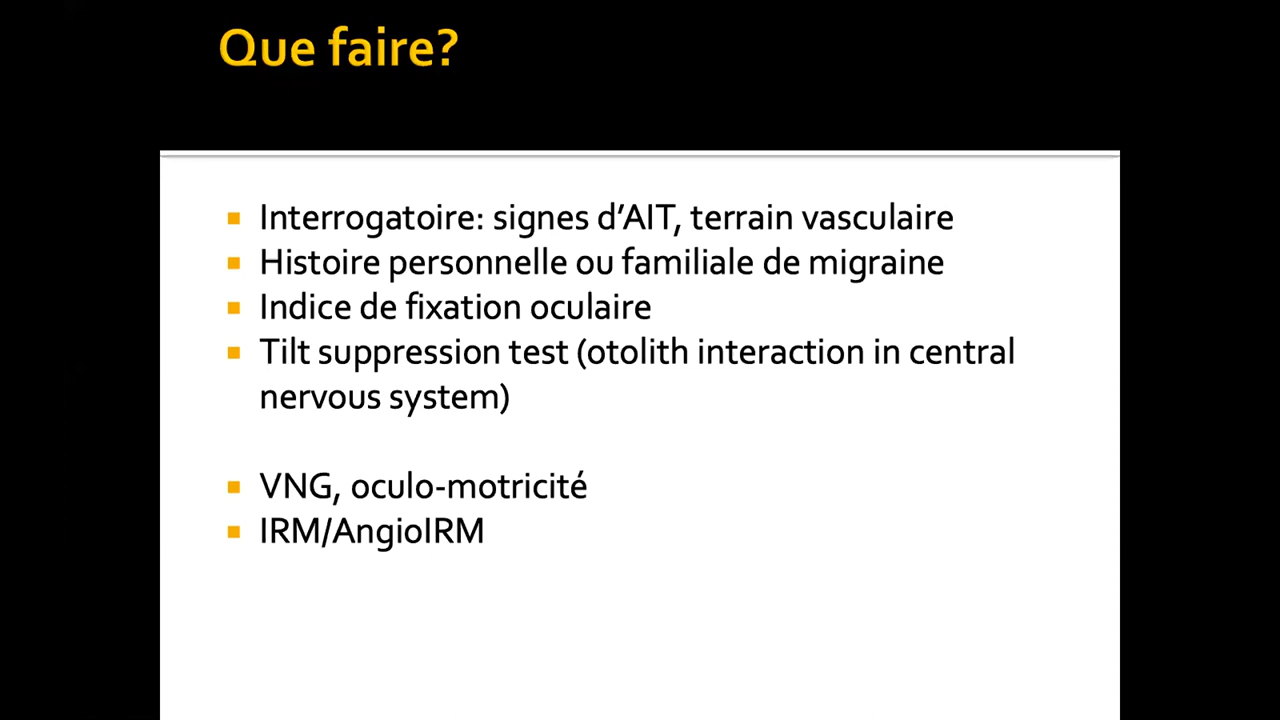 Que faire?
Interrogatoire: signes d’AIT, terrain vasculaire
Histoire personnelle ou familiale de migraine
Indice de fixation oculaire
Tilt suppression test (otolith interaction in central
nervous system)
VNG, oculo-motricité
IRM/AngioIRM